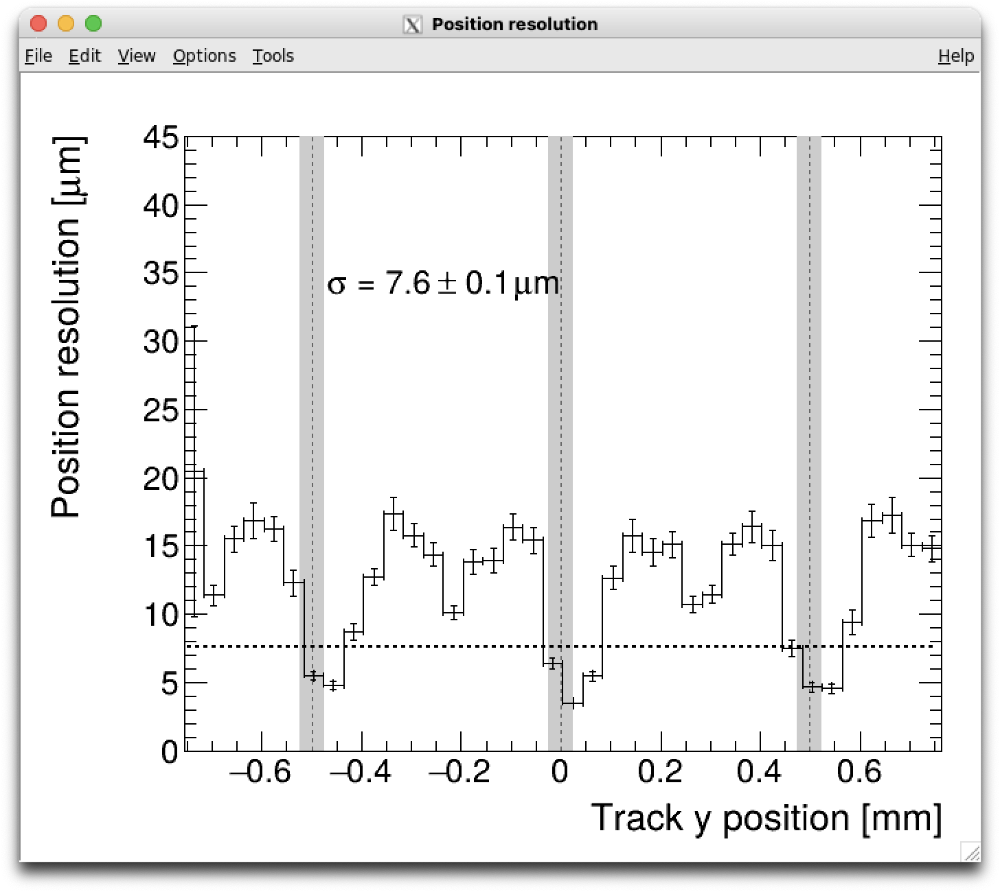 Position resolution
File Edit View Options Tools Help
Position resolution [μm]
45
40
35
30
25
20
15
10
5
0
σ = 7.6 ± 0.1 μm
−0.6 −0.4 −0.2 0 0.2 0.4 0.6
Track y position [mm]